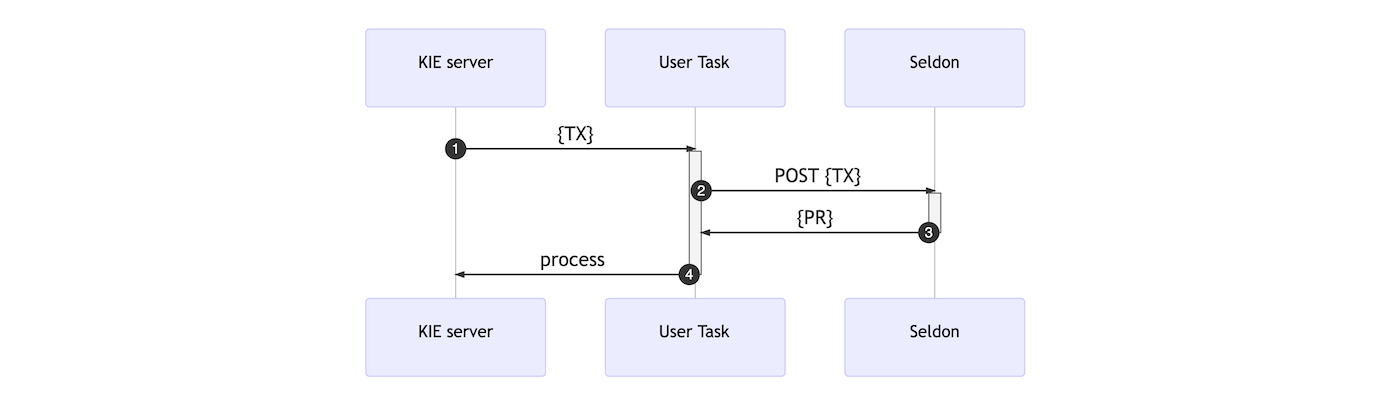 KIE server
User Task
Seldon
{TX}
1
POST {TX}
2
{PR}
3
process
4
KIE server
User Task
Seldon